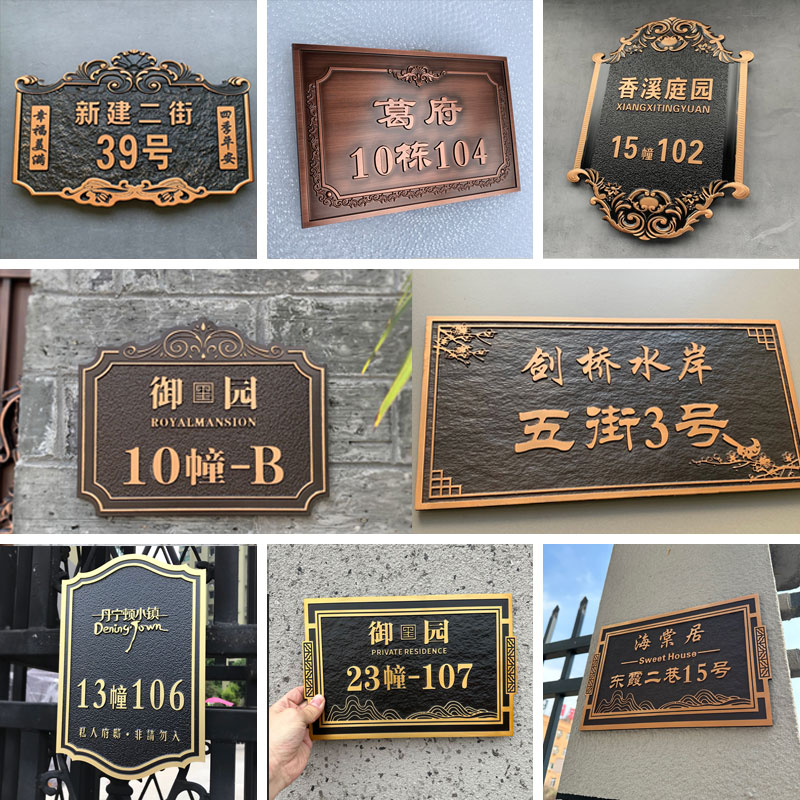 新建二街
39号
幸福美满
四季平安
葛府
10栋104
香溪庭园
XIANGXITINGYUAN
15幢102
御里园
ROYALMANSION
10幢-B
剑桥水岸
五街3号
丹宁顿小镇
Dening·Town
13幢106
私人府邸·非請勿入
御里园
PRIVATE RESIDENCE
23幢-107
海棠居
Sweet House
东霞二巷15号